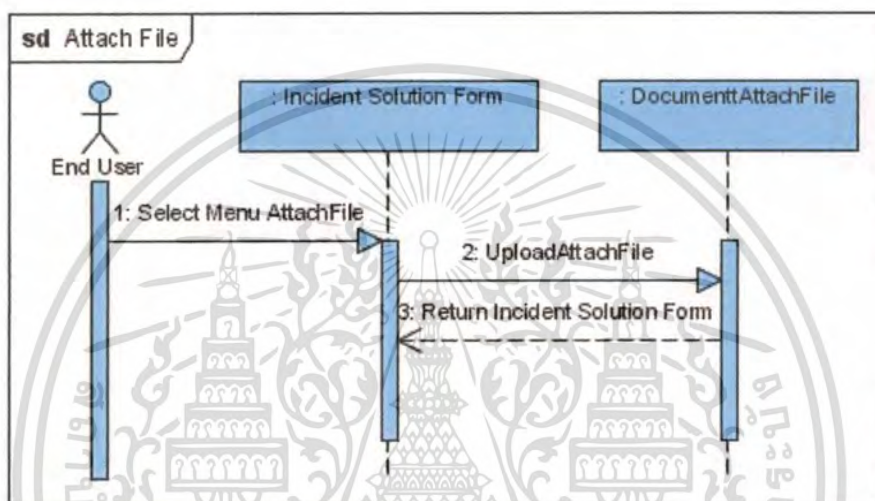 sd Attach File
: Incident Solution Form
: DocumenttAttachFile
End User
1: Select Menu AttachFile
2: UploadAttachFile
3: Return Incident Solution Form